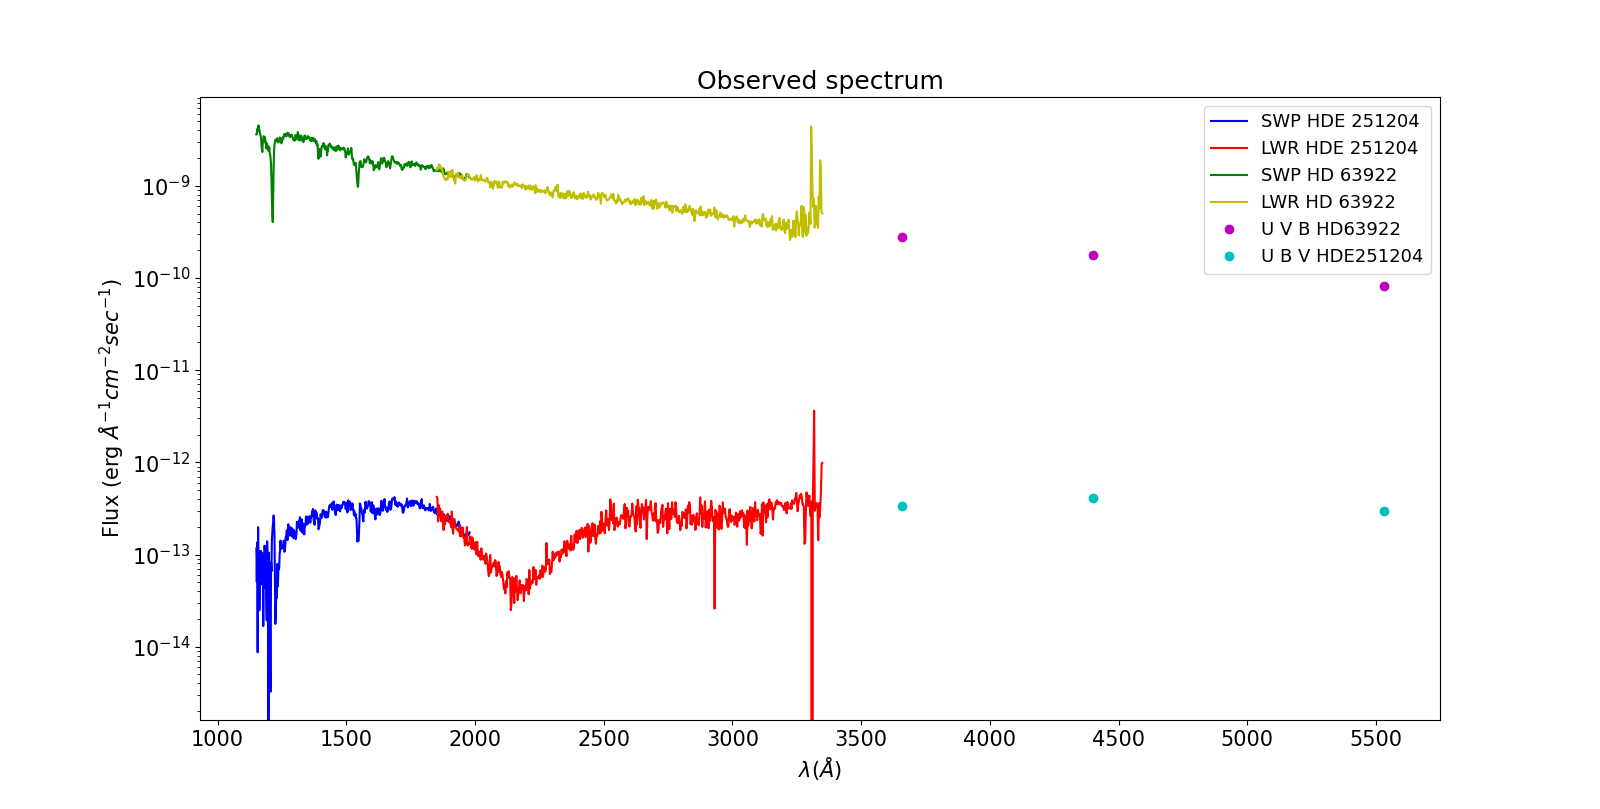 Observed spectrum
Flux (erg Å⁻¹cm⁻²sec⁻¹)
10⁻⁹
10⁻¹⁰
10⁻¹¹
10⁻¹²
10⁻¹³
10⁻¹⁴
SWP HDE 251204
LWR HDE 251204
SWP HD 63922
LWR HD 63922
U V B HD63922
U B V HDE251204
1000 1500 2000 2500 3000 3500 4000 4500 5000 5500
λ(Å)